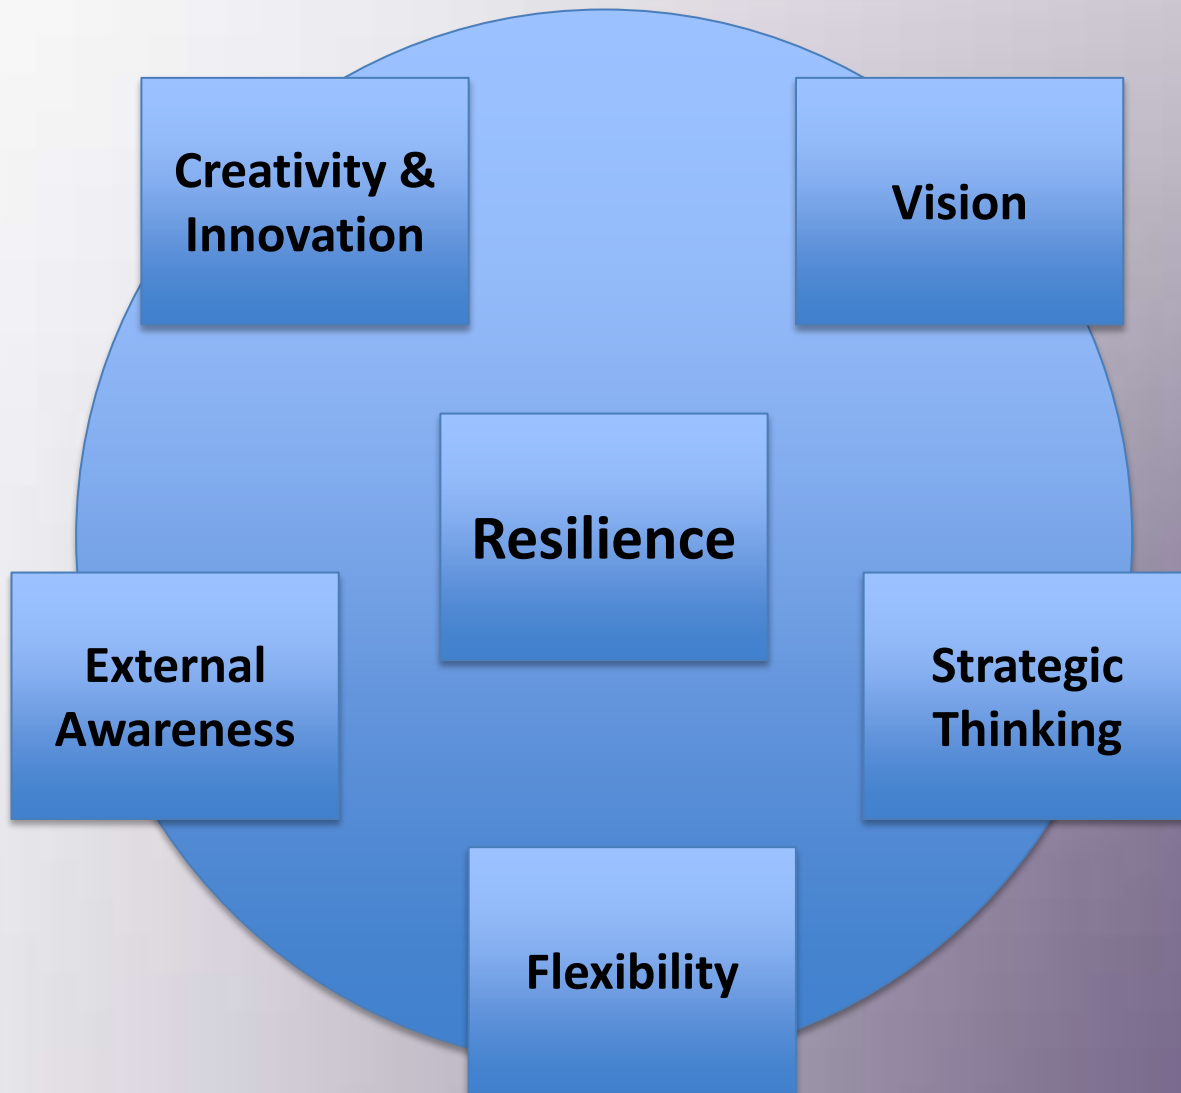 Creativity &
Innovation
Vision
Resilience
External
Awareness
Strategic
Thinking
Flexibility